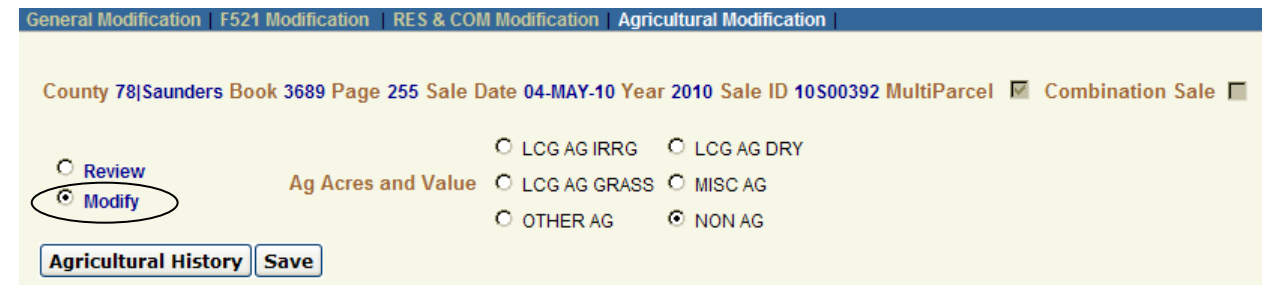 General Modification | F521 Modification | RES & COM Modification | Agricultural Modification |
County 78|Saunders Book 3689 Page 255 Sale Date 04-MAY-10 Year 2010 Sale ID 10S00392 MultiParcel Combination Sale
LCG AG IRRG LCG AG DRY
Review
Ag Acres and Value LCG AG GRASS MISC AG
Modify
OTHER AG NON AG
Agricultural History Save